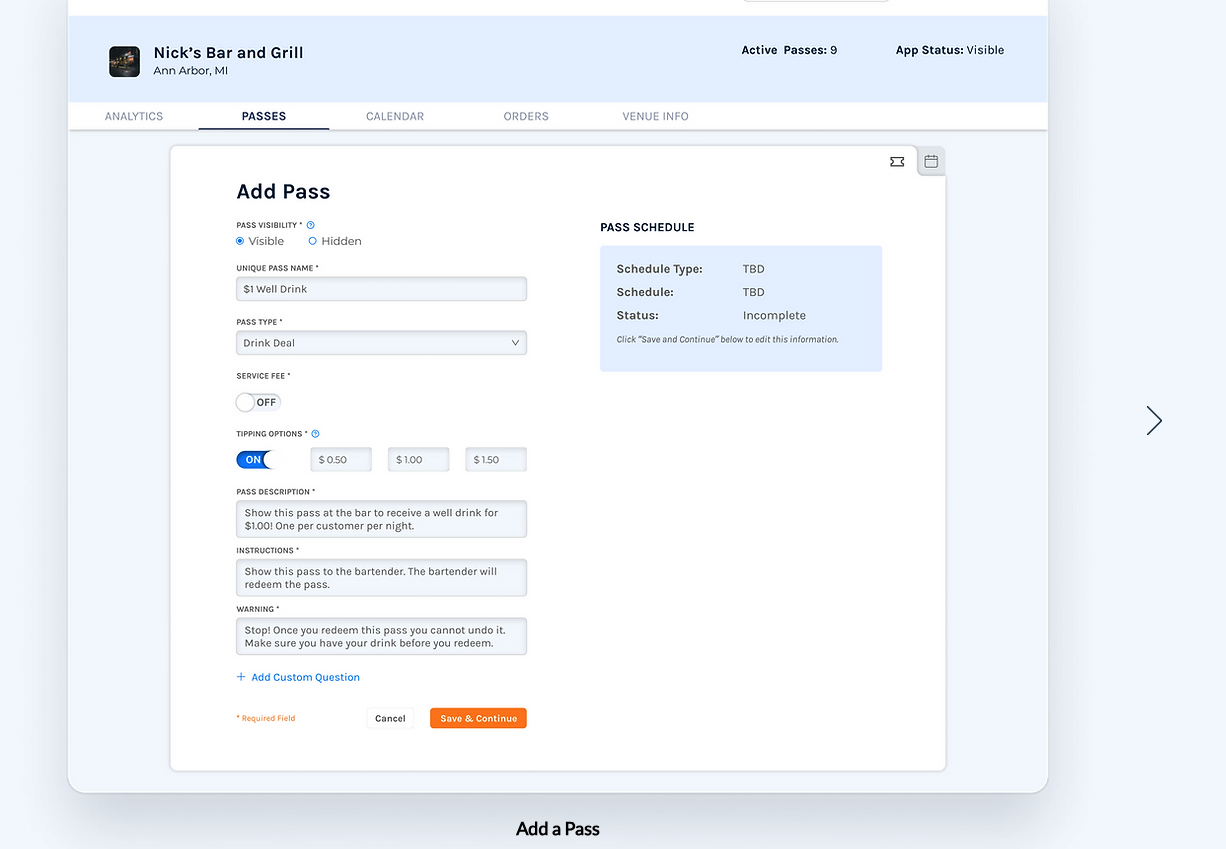 Nick's Bar and Grill
Ann Arbor, MI
Active Passes: 9
App Status: Visible
ANALYTICS
PASSES
CALENDAR
ORDERS
VENUE INFO
Add Pass
PASS VISIBILITY *
Visible
Hidden
UNIQUE PASS NAME *
$1 Well Drink
PASS TYPE *
Drink Deal
SERVICE FEE *
OFF
TIPPING OPTIONS *
ON
$ 0.50
$ 1.00
$ 1.50
PASS DESCRIPTION *
Show this pass at the bar to receive a well drink for
$1.00! One per customer per night.
INSTRUCTIONS *
Show this pass to the bartender. The bartender will
redeem the pass.
WARNING *
Stop! Once you redeem this pass you cannot undo it.
Make sure you have your drink before you redeem.
+ Add Custom Question
* Required Field
Cancel
Save & Continue
PASS SCHEDULE
Schedule Type: TBD
Schedule: TBD
Status: Incomplete
Click "Save and Continue" below to edit this information.
Add a Pass